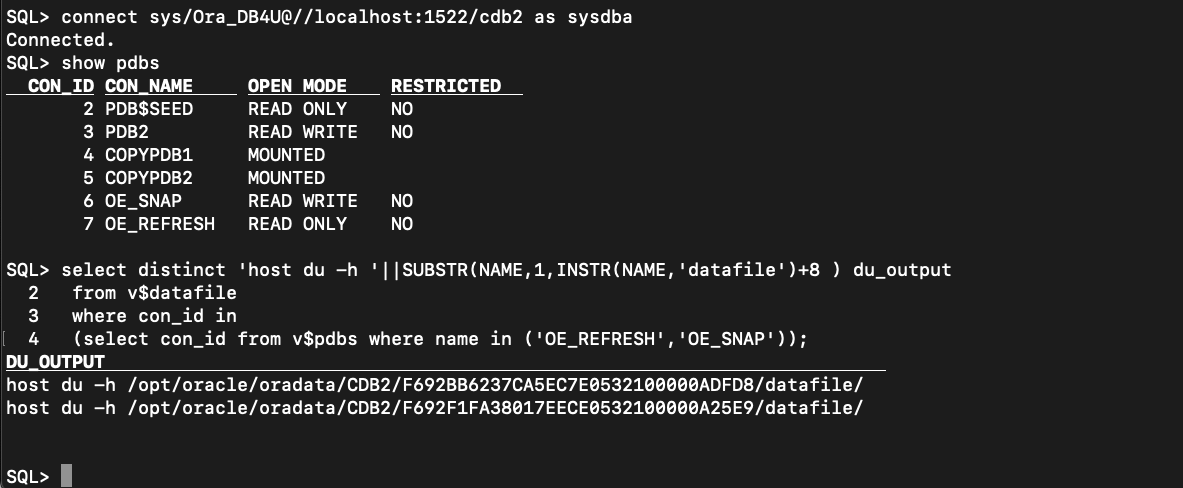 SQL> connect sys/Ora_DB4U@//localhost:1522/cdb2 as sysdba
Connected.
SQL> show pdbs
CON_ID CON_NAME OPEN MODE RESTRICTED
2 PDB$SEED READ ONLY NO
3 PDB2 READ WRITE NO
4 COPYPDB1 MOUNTED
5 COPYPDB2 MOUNTED
6 OE_SNAP READ WRITE NO
7 OE_REFRESH READ ONLY NO
SQL> select distinct 'host du -h '||SUBSTR(NAME,1,INSTR(NAME,'datafile')+8 ) du_output
2 from v$datafile
3 where con_id in
4 (select con_id from v$pdbs where name in ('OE_REFRESH','OE_SNAP'));
DU_OUTPUT
host du -h /opt/oracle/oradata/CDB2/F692BB6237CA5EC7E0532100000ADFD8/datafile/
host du -h /opt/oracle/oradata/CDB2/F692F1FA38017EECE0532100000A25E9/datafile/
SQL>